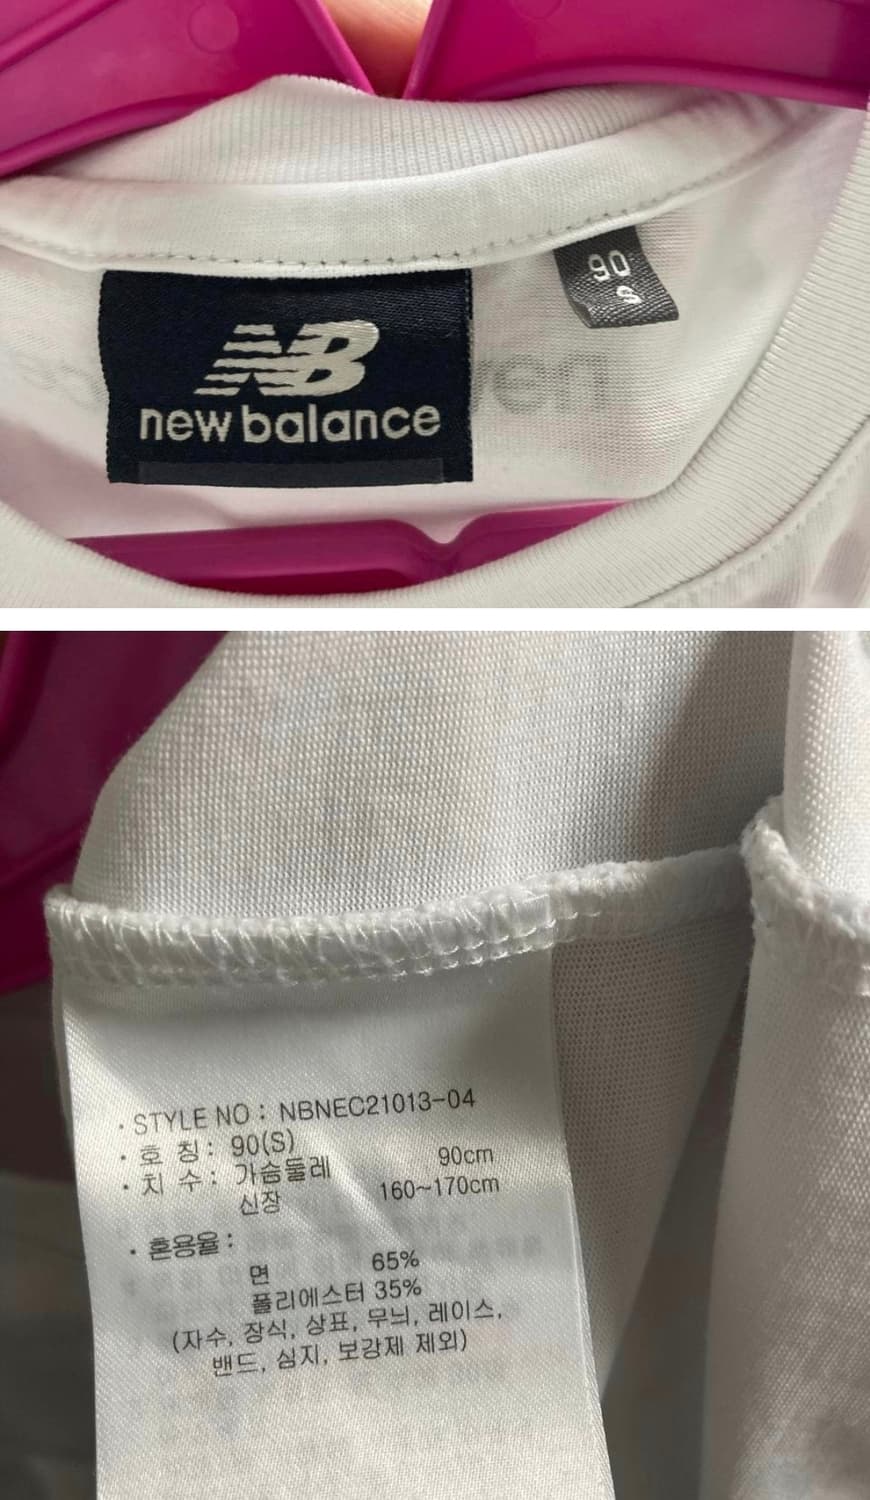 90
S
NB
new balance
· STYLE NO : NBNEC21013-04
· 호 칭: 90(S)
· 치 수: 가슴둘레 90cm
신장 160~170cm
· 혼용율:
면 65%
폴리에스터 35%
(자수, 장식, 상표, 무늬, 레이스,
밴드, 심지, 보강제 제외)